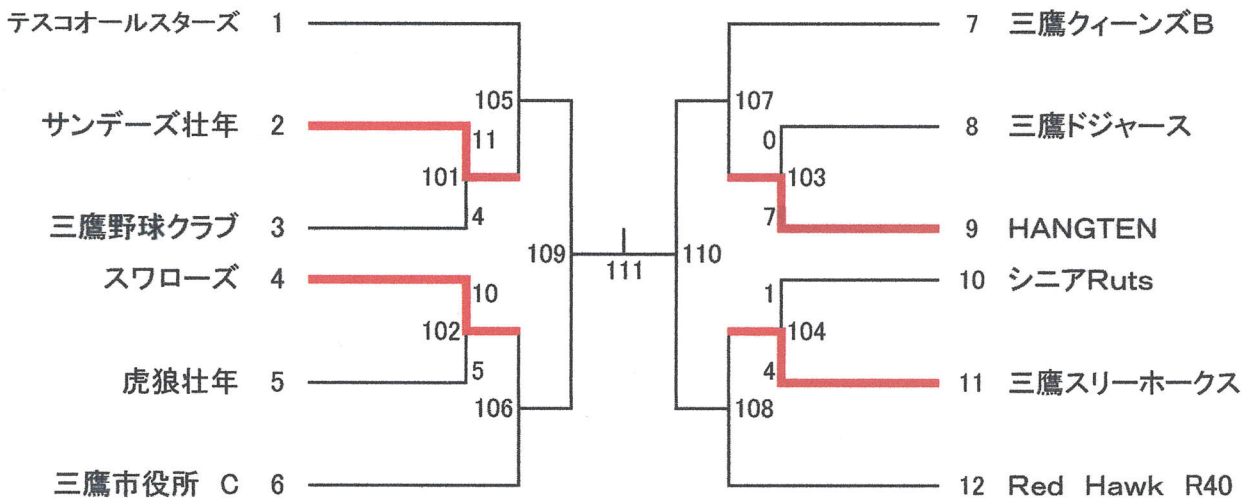 テスコオールスターズ 1
サンデーズ壮年 2
三鷹野球クラブ 3
スワローズ 4
虎狼壮年 5
三鷹市役所 C 6
105
11
101
4
10
102
5
106
109
111
110
107
0
103
7
1
104
4
108
7 三鷹クィーンズB
8 三鷹ドジャース
9 HANGTEN
10 シニアRuts
11 三鷹スリーホークス
12 Red Hawk R40